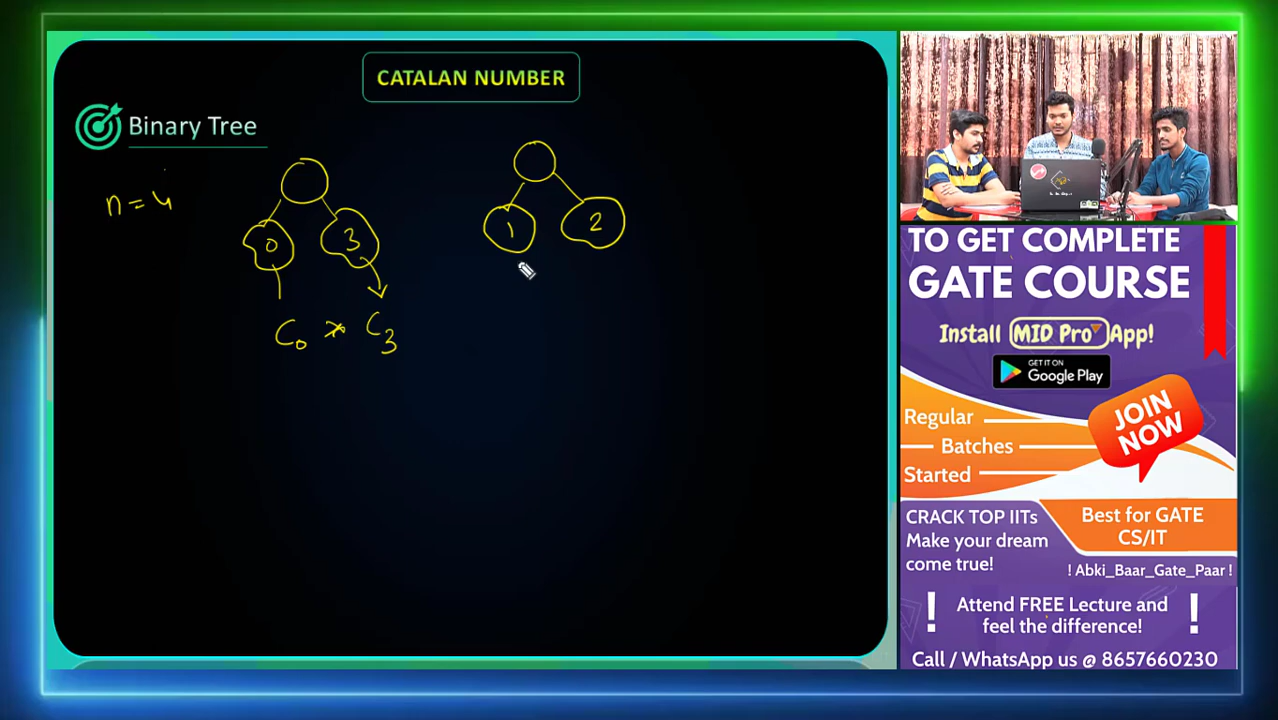 CATALAN NUMBER
Binary Tree
n = 4
0 3
1 2
C0 * C3
TO GET COMPLETE
GATE COURSE
Install MID Pro App!
GET IT ON
Google Play
Regular
Batches
Started
JOIN
NOW
CRACK TOP IITs
Make your dream
come true!
Best for GATE
CS/IT
! Abki_Baar_Gate_Paar !
! Attend FREE Lecture and !
feel the difference!
Call / WhatsApp us @ 8657660230